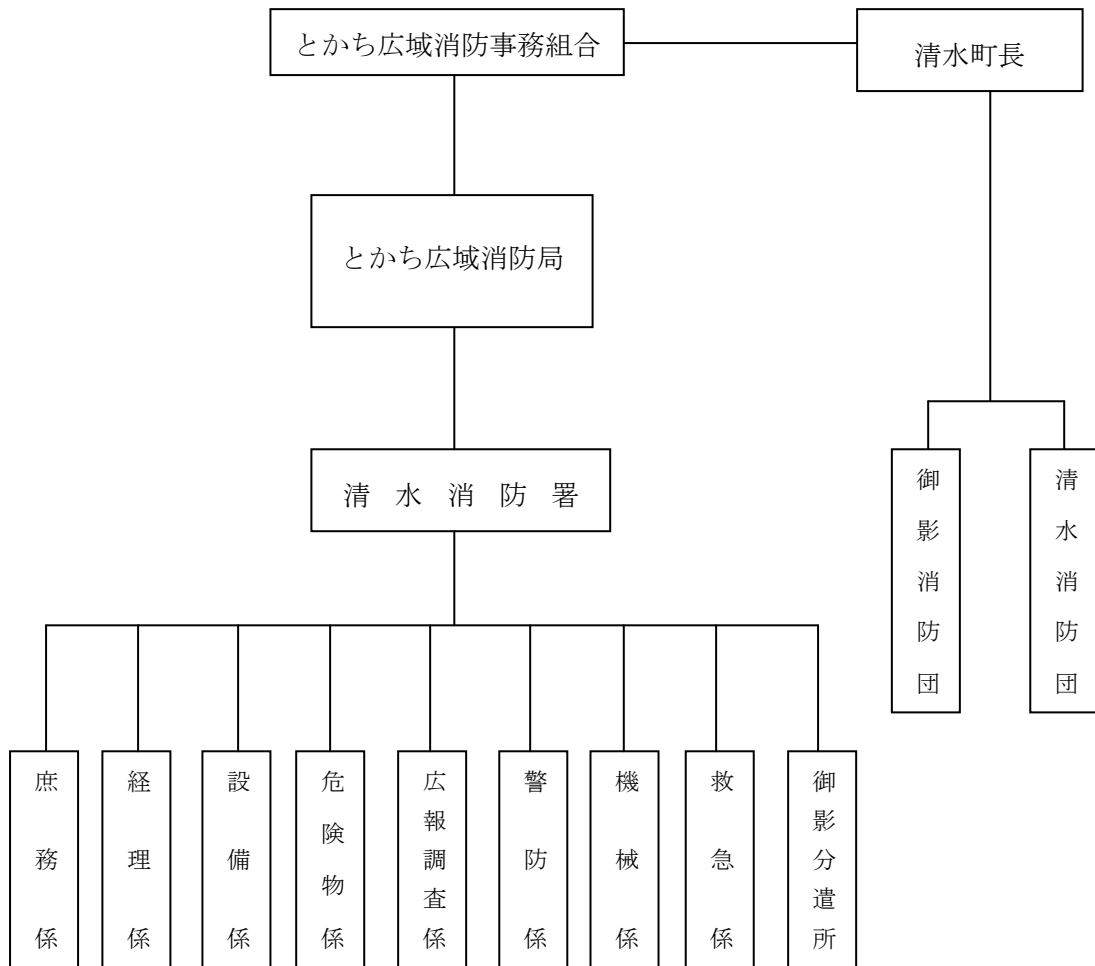 とかち広域消防事務組合
清水町長
とかち広域消防局
清水消防署
御影消防団
清水消防団
庶務係
経理係
設備係
危険物係
広報調査係
警防係
機械係
救急係
御影分遣所